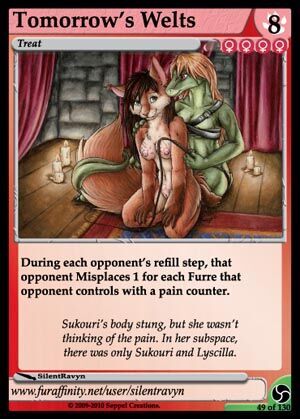 Tomorrow's Welts
8
Treat
During each opponent's refill step, that
opponent Misplaces 1 for each Furre that
opponent controls with a pain counter.
Sukouri's body stung, but she wasn't
thinking of the pain. In her subspace,
there was only Sukouri and Lyscilla.
SilentRavyn
www.furaffinity.net/user/silentravyn
© 2009-2010 Seppel Creations.
49 of 130